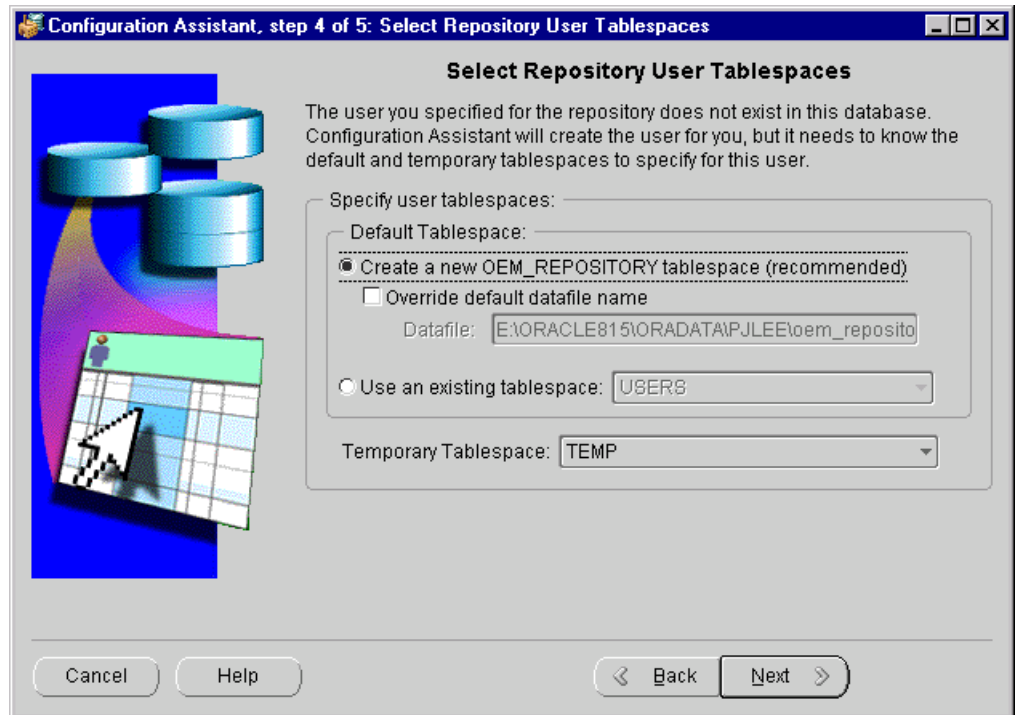 Configuration Assistant, step 4 of 5: Select Repository User Tablespaces
Select Repository User Tablespaces
The user you specified for the repository does not exist in this database.
Configuration Assistant will create the user for you, but it needs to know the
default and temporary tablespaces to specify for this user.
Specify user tablespaces:
Default Tablespace:
Create a new OEM_REPOSITORY tablespace (recommended)
Override default datafile name
Datafile: E:\ORACLE815\ORADATA\PJLEE\oem_reposito
Use an existing tablespace: USERS
Temporary Tablespace: TEMP
Cancel Help Back Next